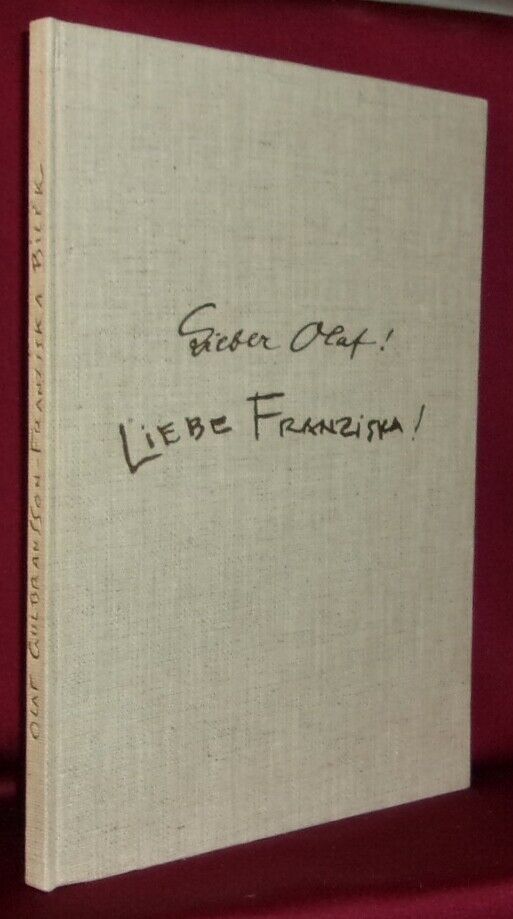 Lieber Olaf!
Liebe Franziska!
OLAF GULBRANSSON-FRANZISKA BILEK